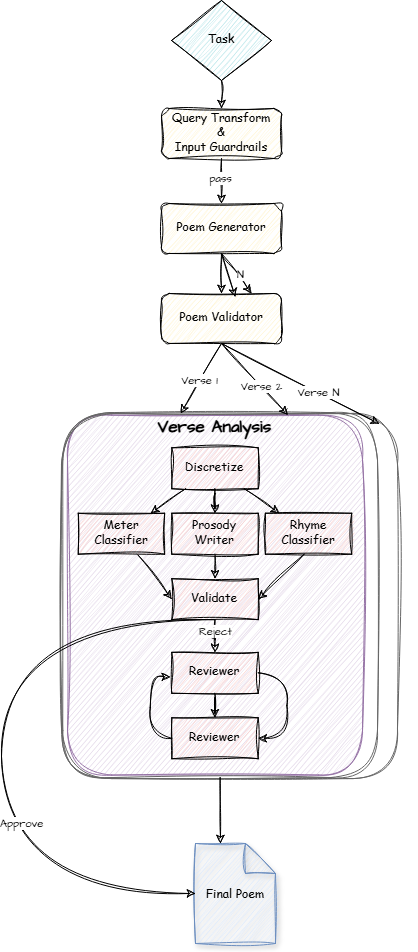 Task
Query Transform
&
Input Guardrails
pass
Poem Generator
N
Poem Validator
Verse 1
Verse 2
Verse N
Verse Analysis
Discretize
Meter
Classifier
Prosody
Writer
Rhyme
Classifier
Validate
Reject
Reviewer
Reviewer
Approve
Final Poem